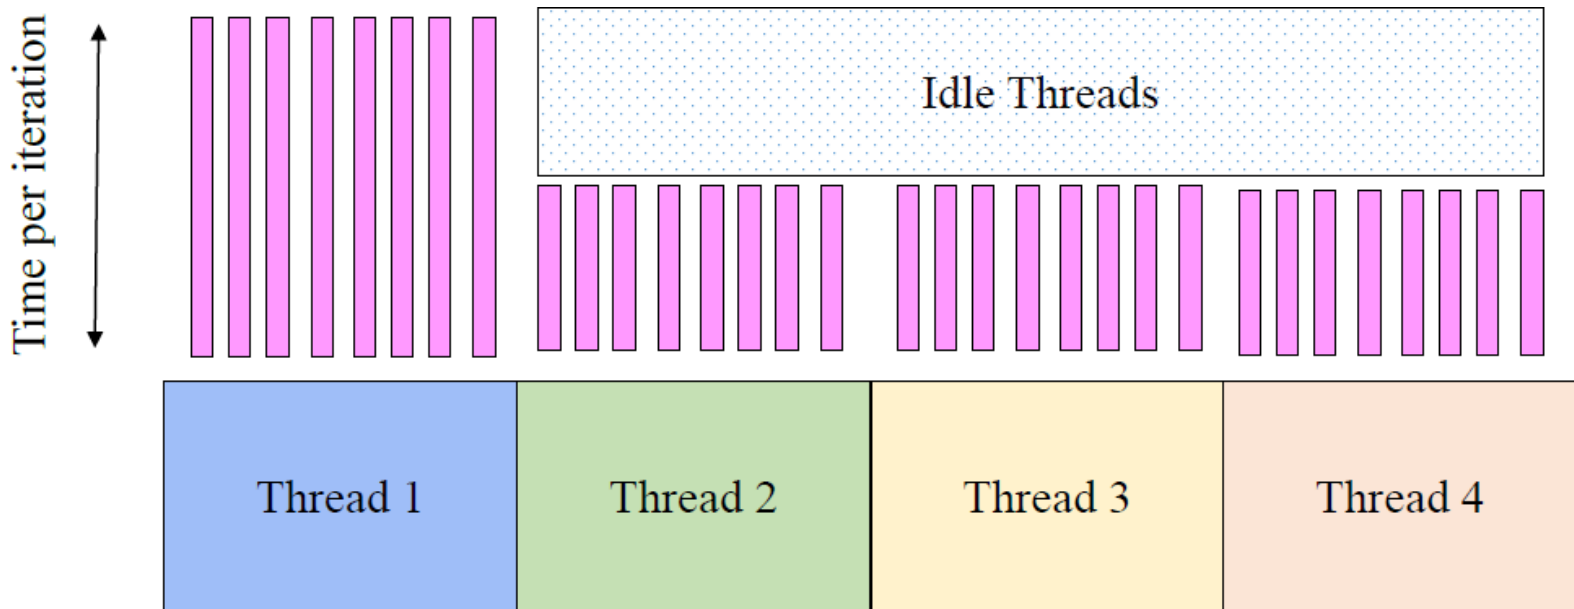 Time per iteration
Idle Threads
Thread 1
Thread 2
Thread 3
Thread 4